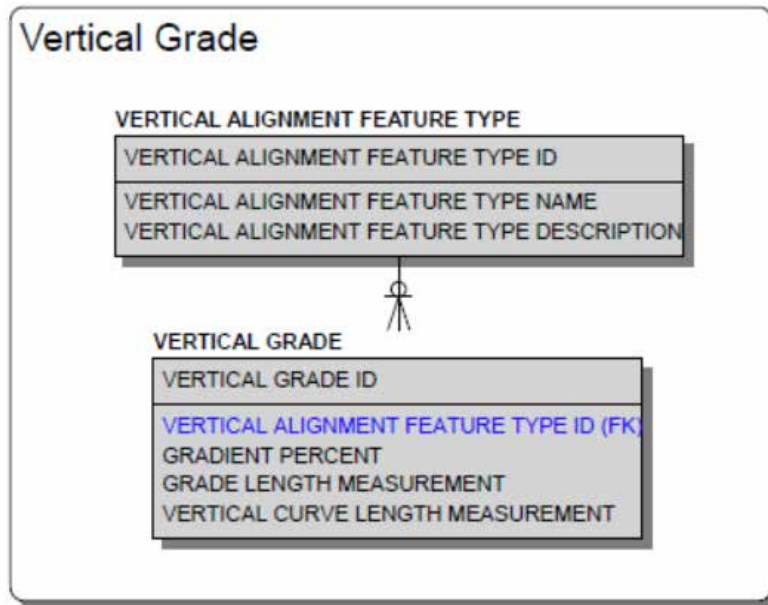 Vertical Grade
VERTICAL ALIGNMENT FEATURE TYPE
VERTICAL ALIGNMENT FEATURE TYPE ID
VERTICAL ALIGNMENT FEATURE TYPE NAME
VERTICAL ALIGNMENT FEATURE TYPE DESCRIPTION
VERTICAL GRADE
VERTICAL GRADE ID
VERTICAL ALIGNMENT FEATURE TYPE ID (FK)
GRADIENT PERCENT
GRADE LENGTH MEASUREMENT
VERTICAL CURVE LENGTH MEASUREMENT